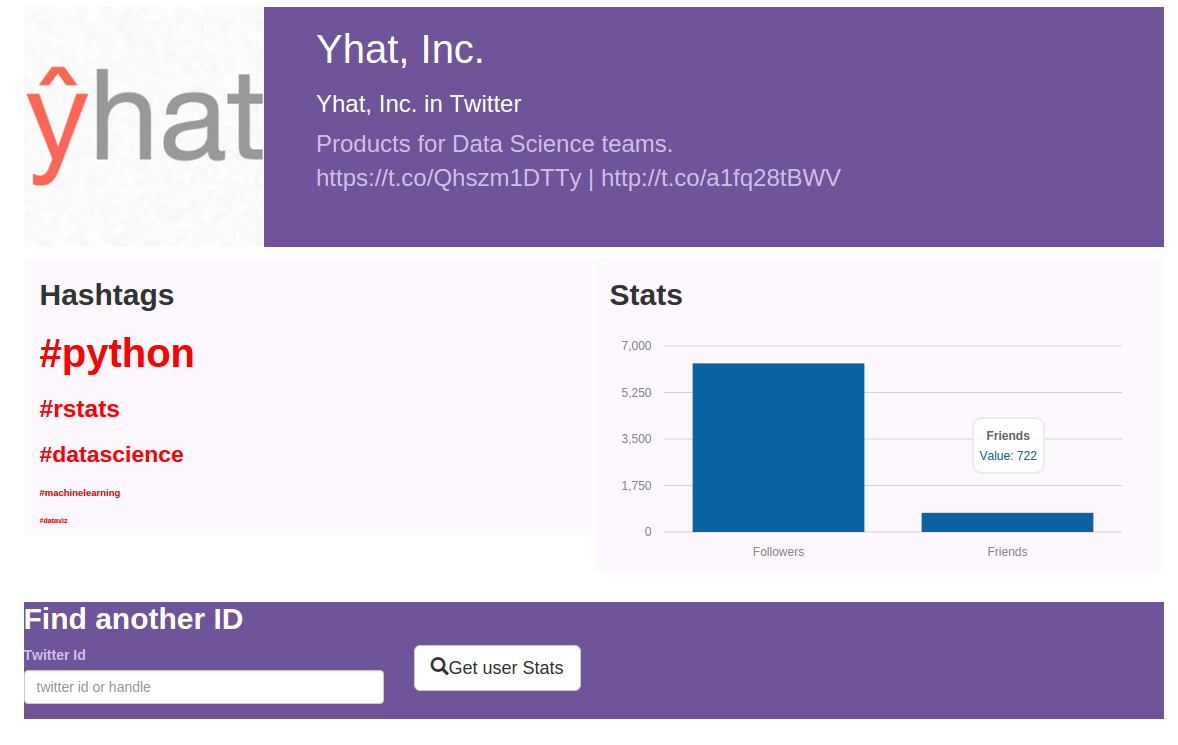 ŷhat
Yhat, Inc.
Yhat, Inc. in Twitter
Products for Data Science teams.
https://t.co/Qhszm1DTTy | http://t.co/a1fq28tBWV
Hashtags
#python
#rstats
#datascience
#machinelearning
#dataviz
Stats
7,000
5,250
3,500
1,750
0
Friends
Value: 722
Followers
Friends
Find another ID
Twitter Id
twitter id or handle
Get user Stats